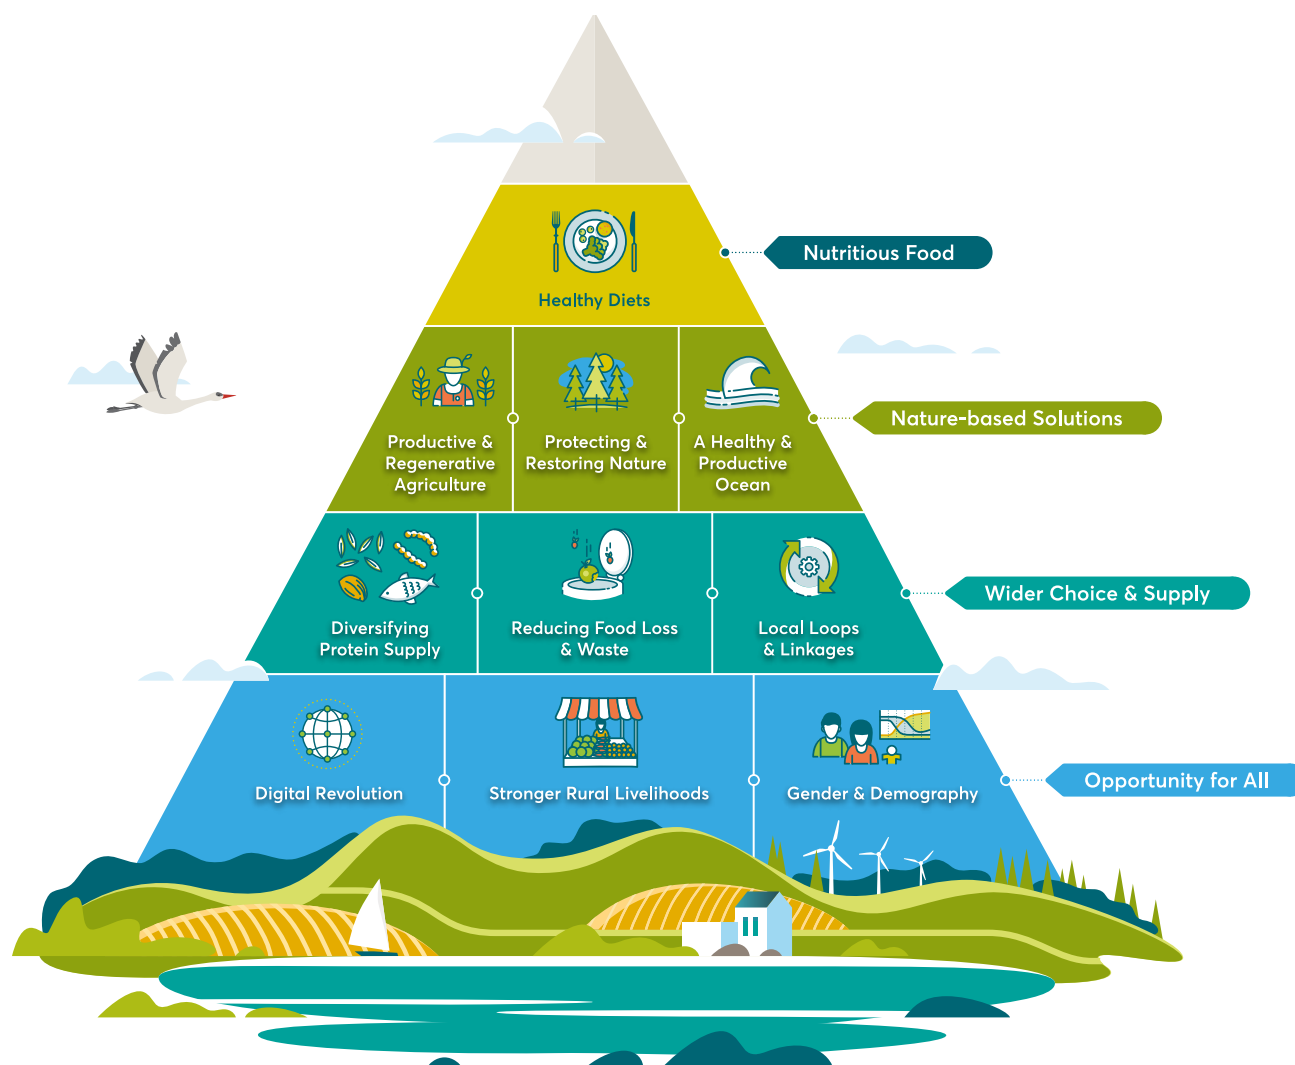 Healthy Diets
Nutritious Food
Productive &
Regenerative
Agriculture
Protecting &
Restoring Nature
A Healthy &
Productive
Ocean
Nature-based Solutions
Diversifying
Protein Supply
Reducing Food Loss
& Waste
Local Loops
& Linkages
Wider Choice & Supply
Digital Revolution
Stronger Rural Livelihoods
Gender & Demography
Opportunity for All